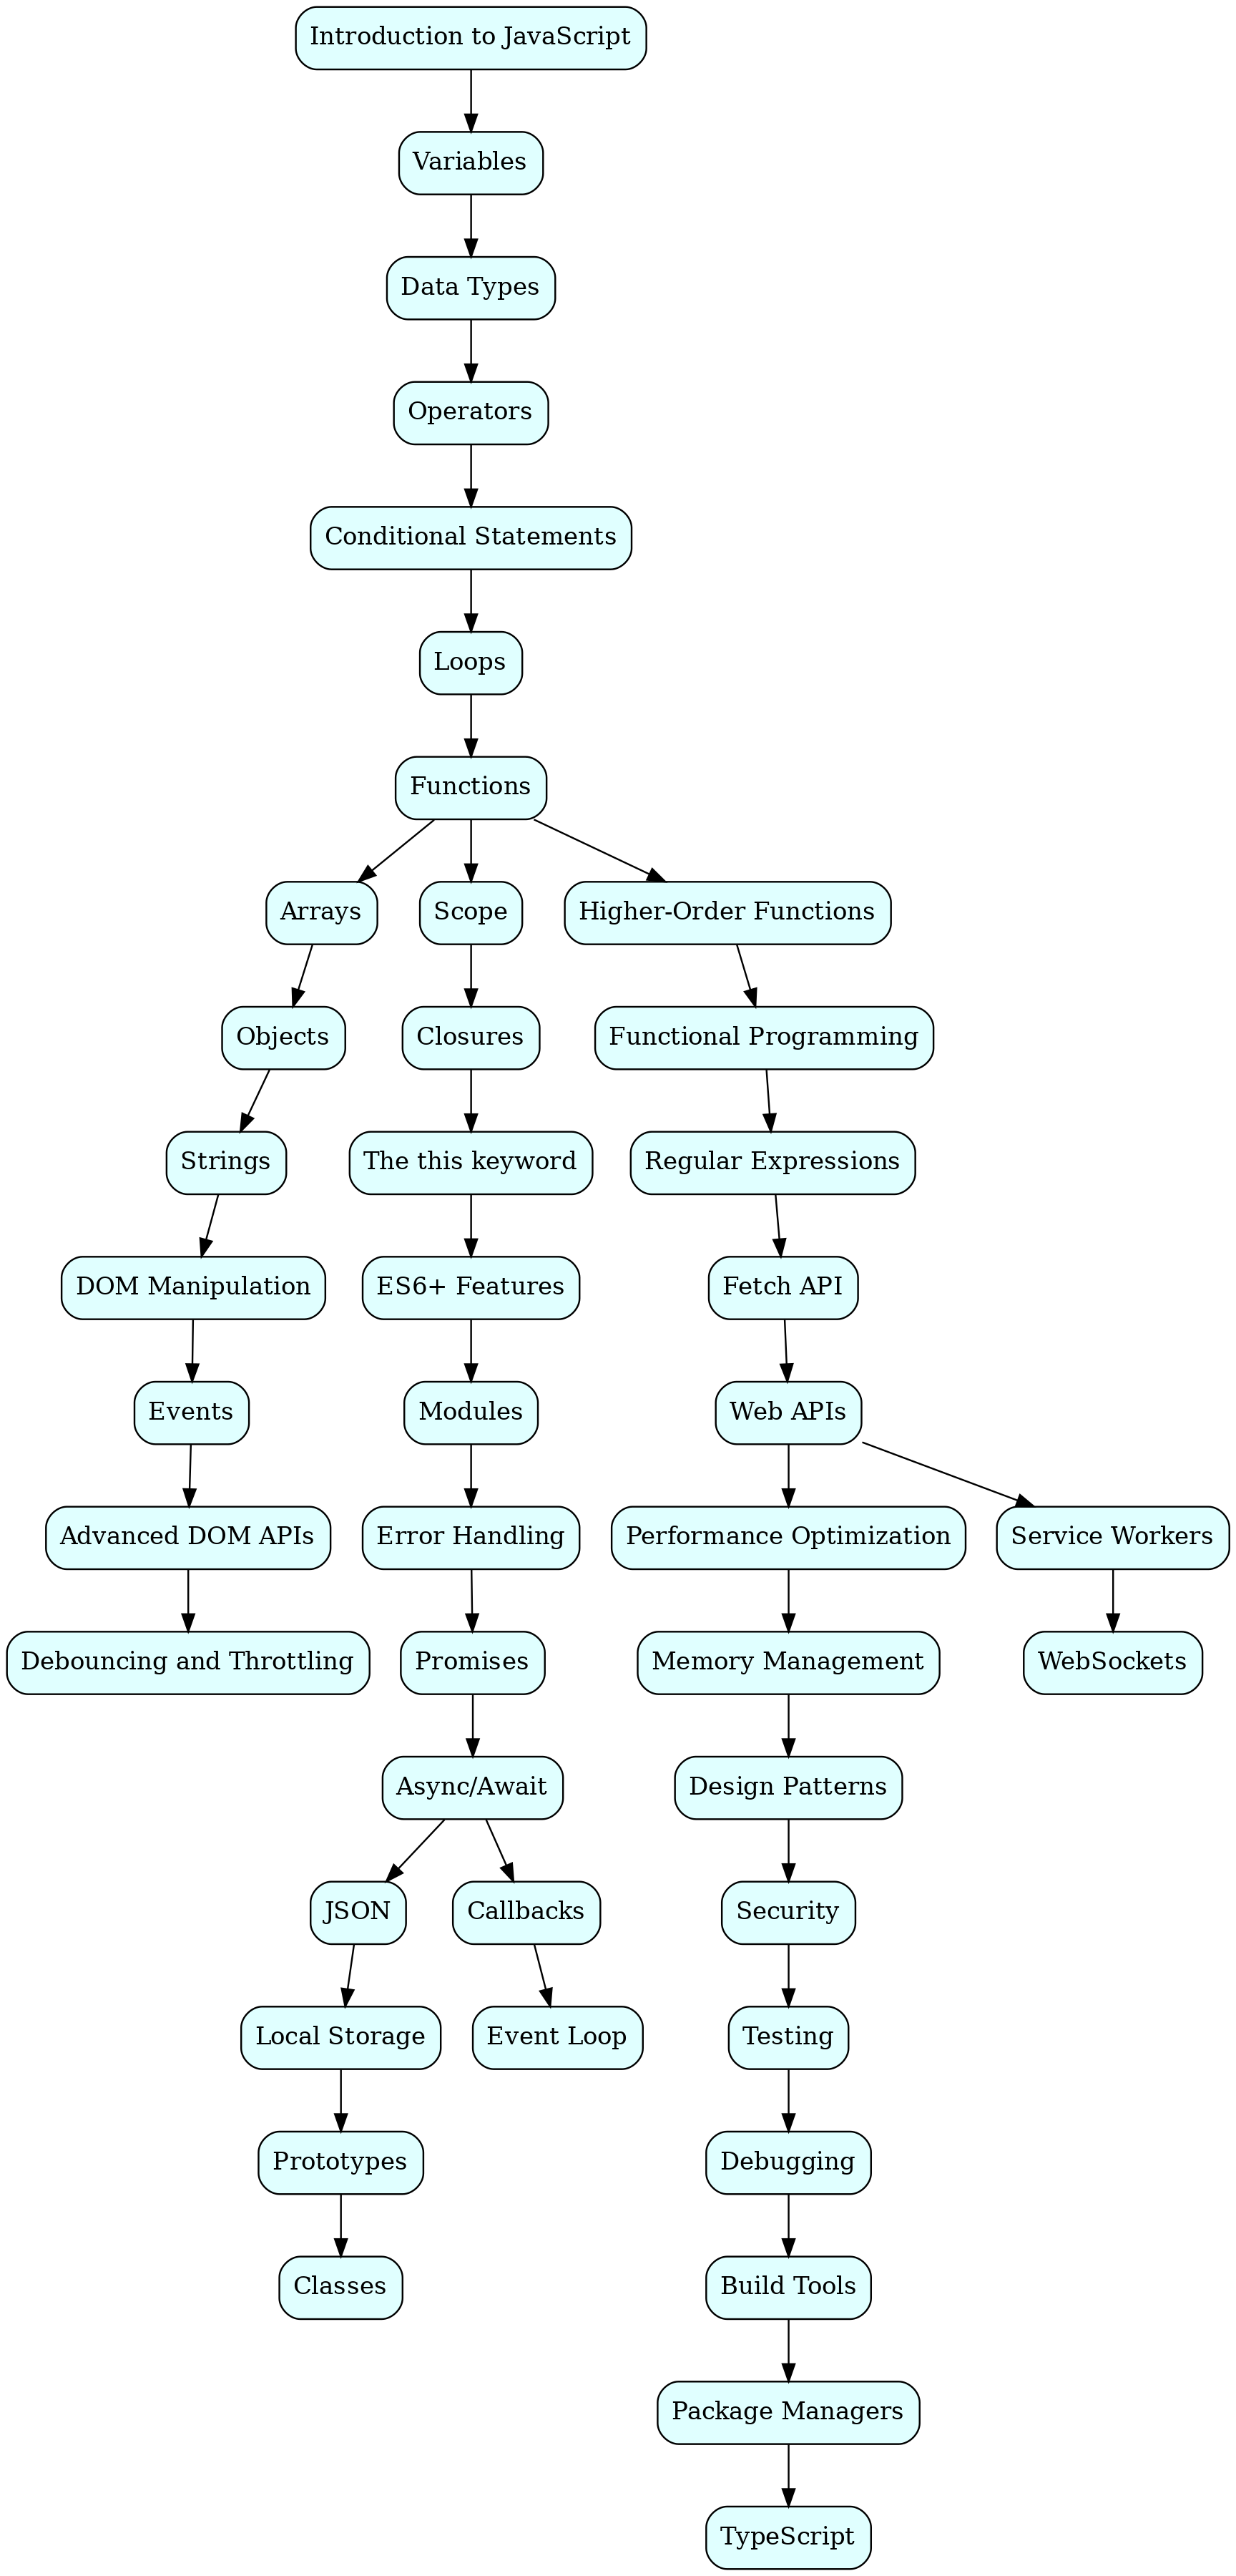 Introduction to JavaScript
Variables
Data Types
Operators
Conditional Statements
Loops
Functions
Arrays
Scope
Higher-Order Functions
Objects
Closures
Functional Programming
Strings
The this keyword
Regular Expressions
DOM Manipulation
ES6+ Features
Fetch API
Events
Modules
Web APIs
Advanced DOM APIs
Error Handling
Performance Optimization
Service Workers
Debouncing and Throttling
Promises
Memory Management
WebSockets
Async/Await
Design Patterns
JSON
Callbacks
Security
Local Storage
Event Loop
Testing
Prototypes
Debugging
Classes
Build Tools
Package Managers
TypeScript